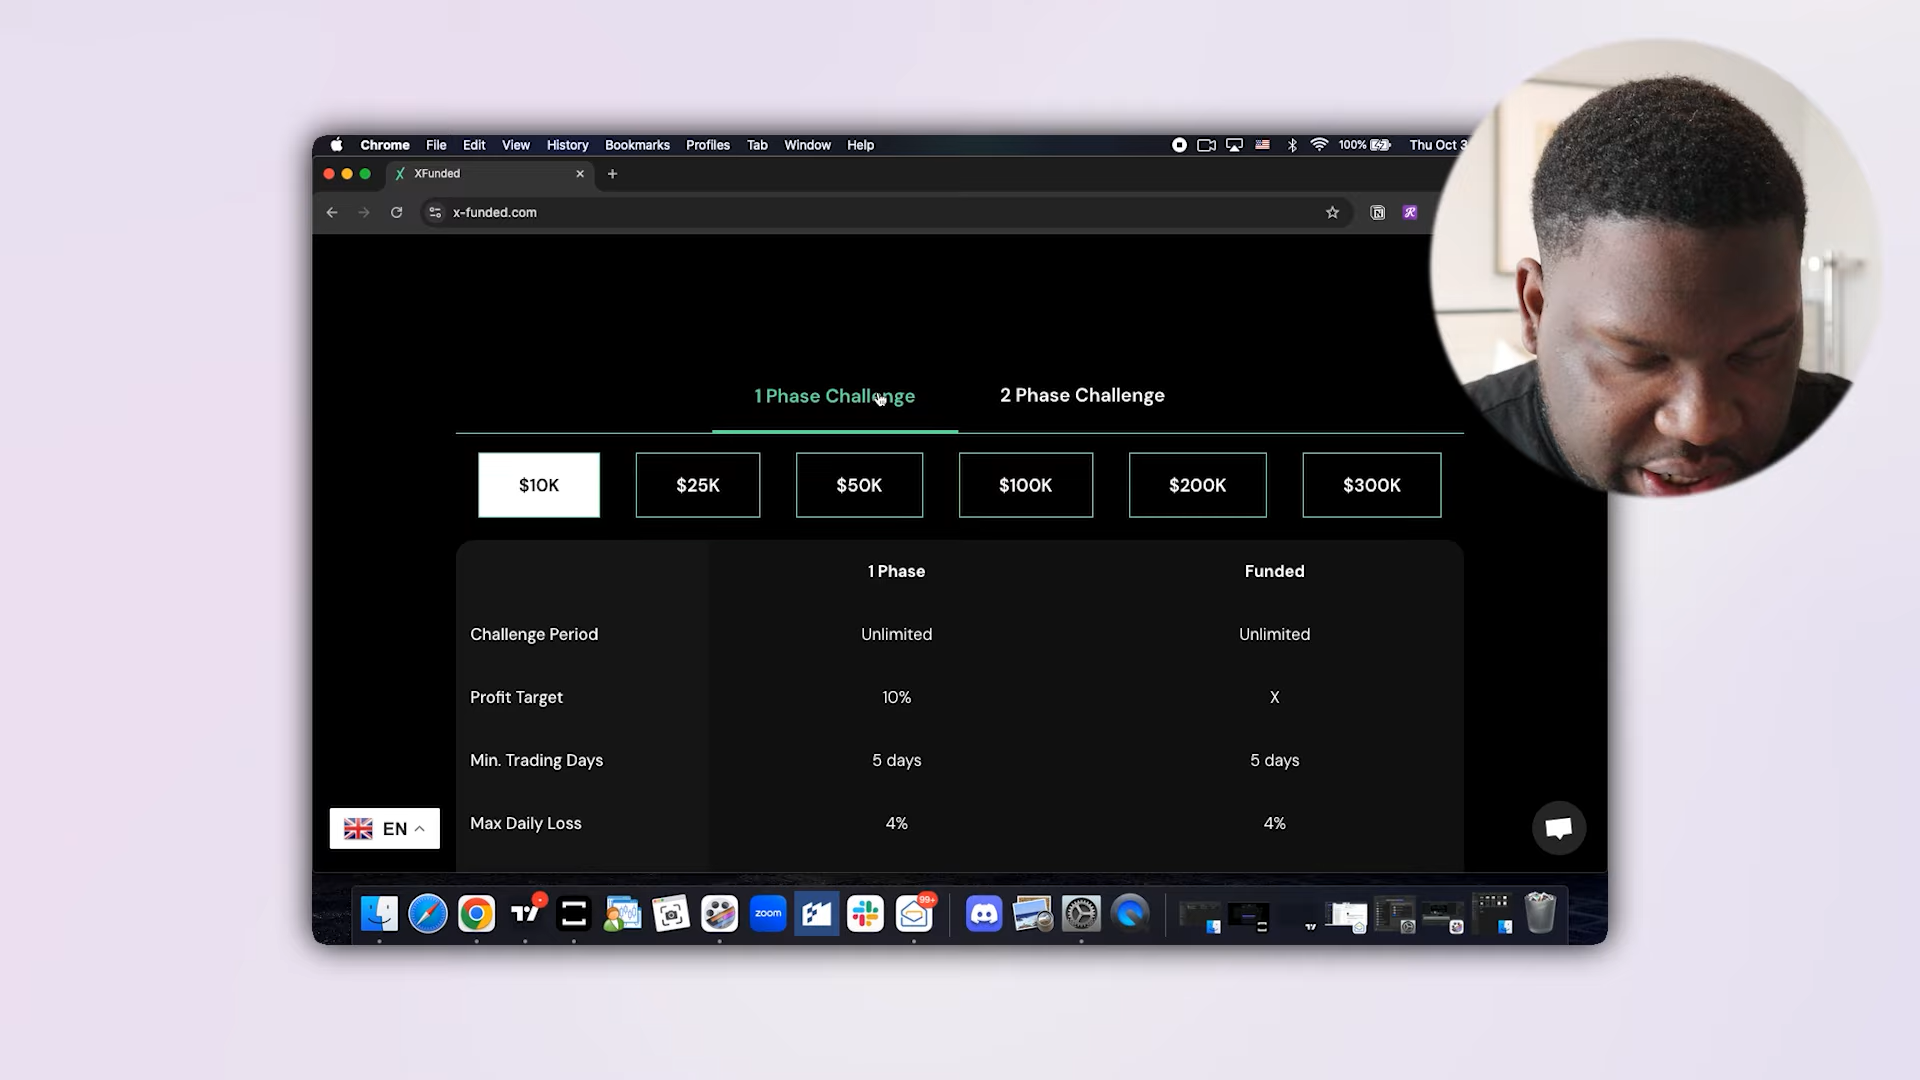 Chrome File Edit View History Bookmarks Profiles Tab Window Help 100% Thu Oct 3
XFunded
x-funded.com
1 Phase Challenge 2 Phase Challenge
$10K $25K $50K $100K $200K $300K
1 Phase Funded
Challenge Period Unlimited Unlimited
Profit Target 10% X
Min. Trading Days 5 days 5 days
Max Daily Loss 4% 4%
EN
99+
zoom